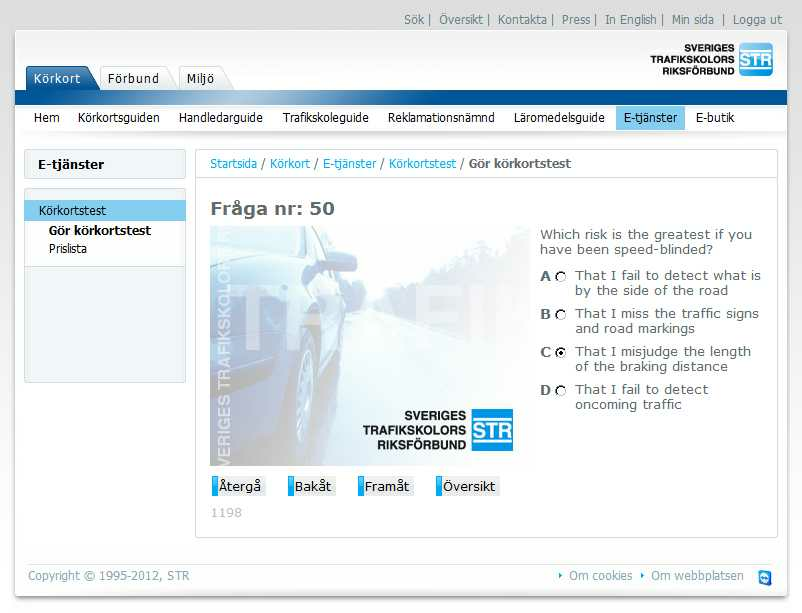 Sök | Översikt | Kontakta | Press | In English | Min sida | Logga ut
SVERIGES
TRAFIKSKOLORS
RIKSFÖRBUND
STR
Körkort
Förbund
Miljö
Hem
Körkortsguiden
Handledarguide
Trafikskoleguide
Reklamationsnämnd
Läromedelsguide
E-tjänster
E-butik
E-tjänster
Körkortstest
Gör körkortstest
Prislista
Startsida / Körkort / E-tjänster / Körkortstest / Gör körkortstest
Fråga nr: 50
SVERIGES TRAFIKSKOLOR
TRAFIK
SVERIGES
TRAFIKSKOLORS
RIKSFÖRBUND
STR
Which risk is the greatest if you
have been speed-blinded?
A That I fail to detect what is
by the side of the road
B That I miss the traffic signs
and road markings
C That I misjudge the length
of the braking distance
D That I fail to detect
oncoming traffic
Återgå
Bakåt
Framåt
Översikt
1198
Copyright © 1995-2012, STR
Om cookies
Om webbplatsen